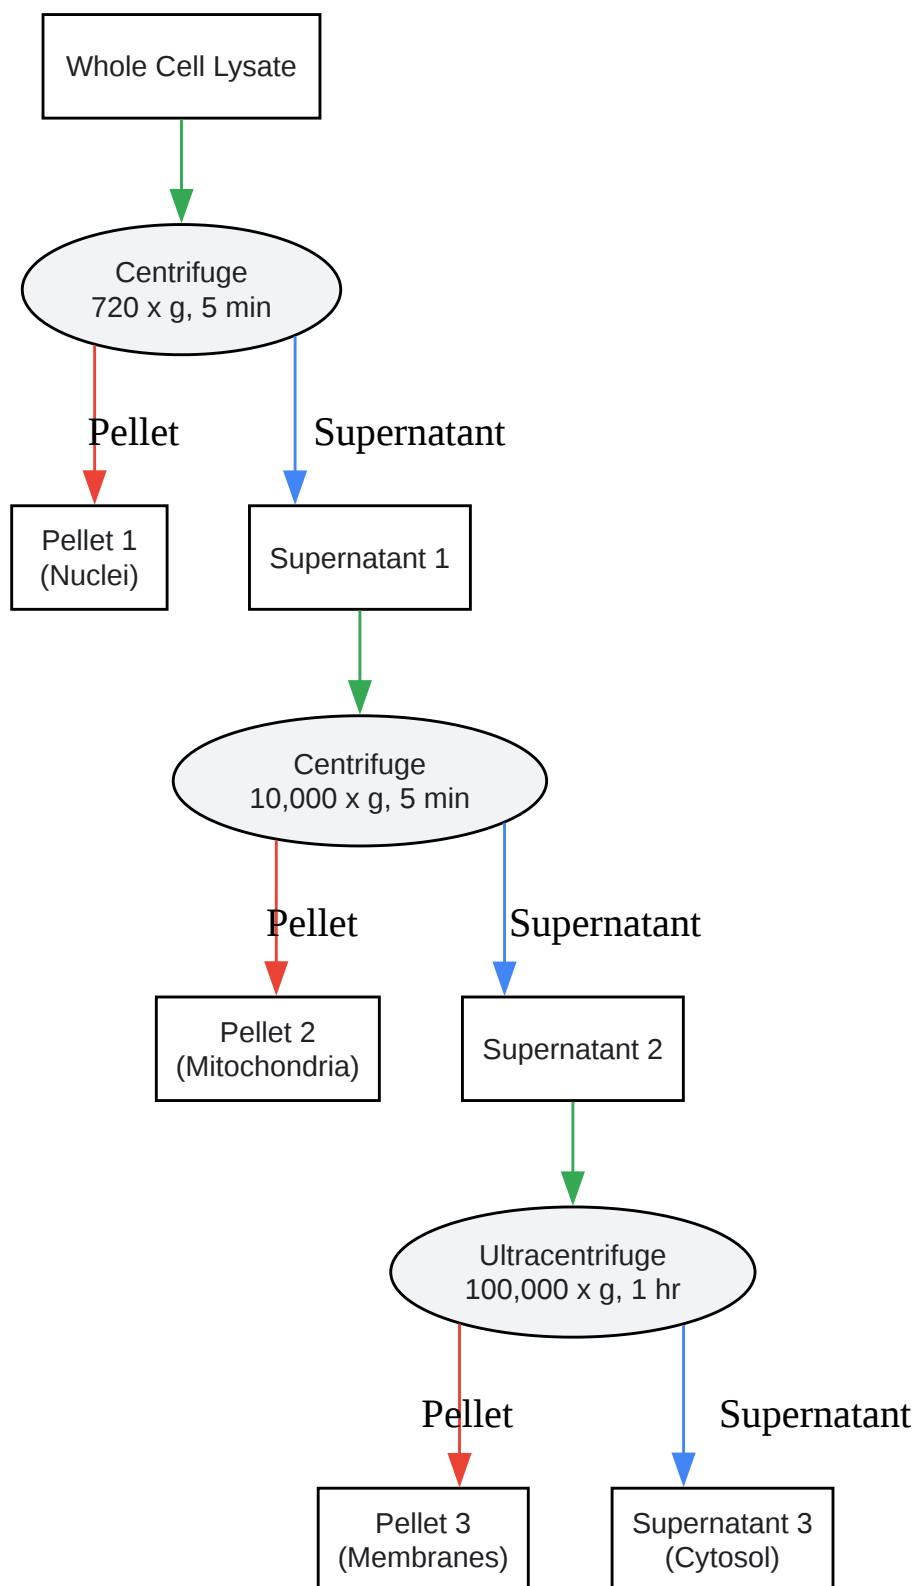 Whole Cell Lysate
Centrifuge
720 x g, 5 min
Pellet
Supernatant
Pellet 1
(Nuclei)
Supernatant 1
Centrifuge
10,000 x g, 5 min
Pellet
Supernatant
Pellet 2
(Mitochondria)
Supernatant 2
Ultracentrifuge
100,000 x g, 1 hr
Pellet
Supernatant
Pellet 3
(Membranes)
Supernatant 3
(Cytosol)